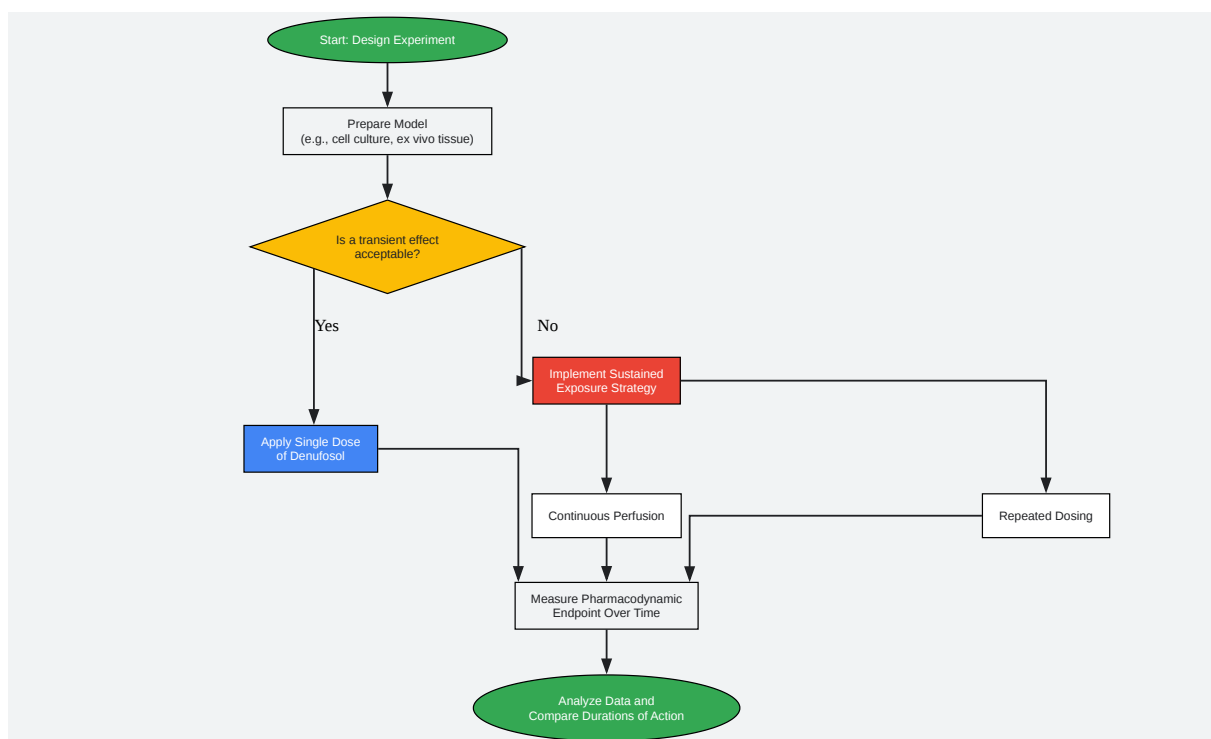 Start: Design Experiment
Prepare Model
(e.g., cell culture, ex vivo tissue)
Is a transient effect
acceptable?
Yes
No
Implement Sustained
Exposure Strategy
Apply Single Dose
of Denufosol
Continuous Perfusion
Repeated Dosing
Measure Pharmacodynamic
Endpoint Over Time
Analyze Data and
Compare Durations of Action